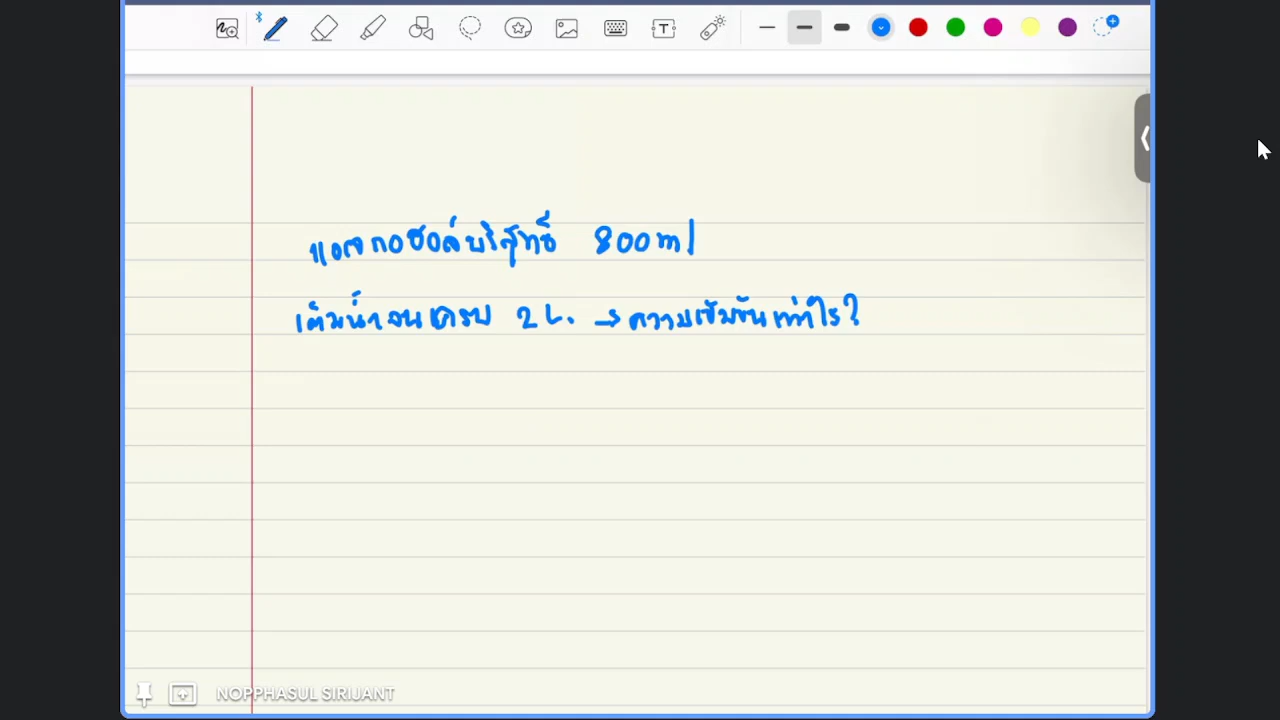 แอลกอฮอล์บริสุทธิ์ 800ml
เติมน้ำจนครบ 2 L. → ความเข้มข้นเท่าไร?
NOPPHASUL SIRIJANT